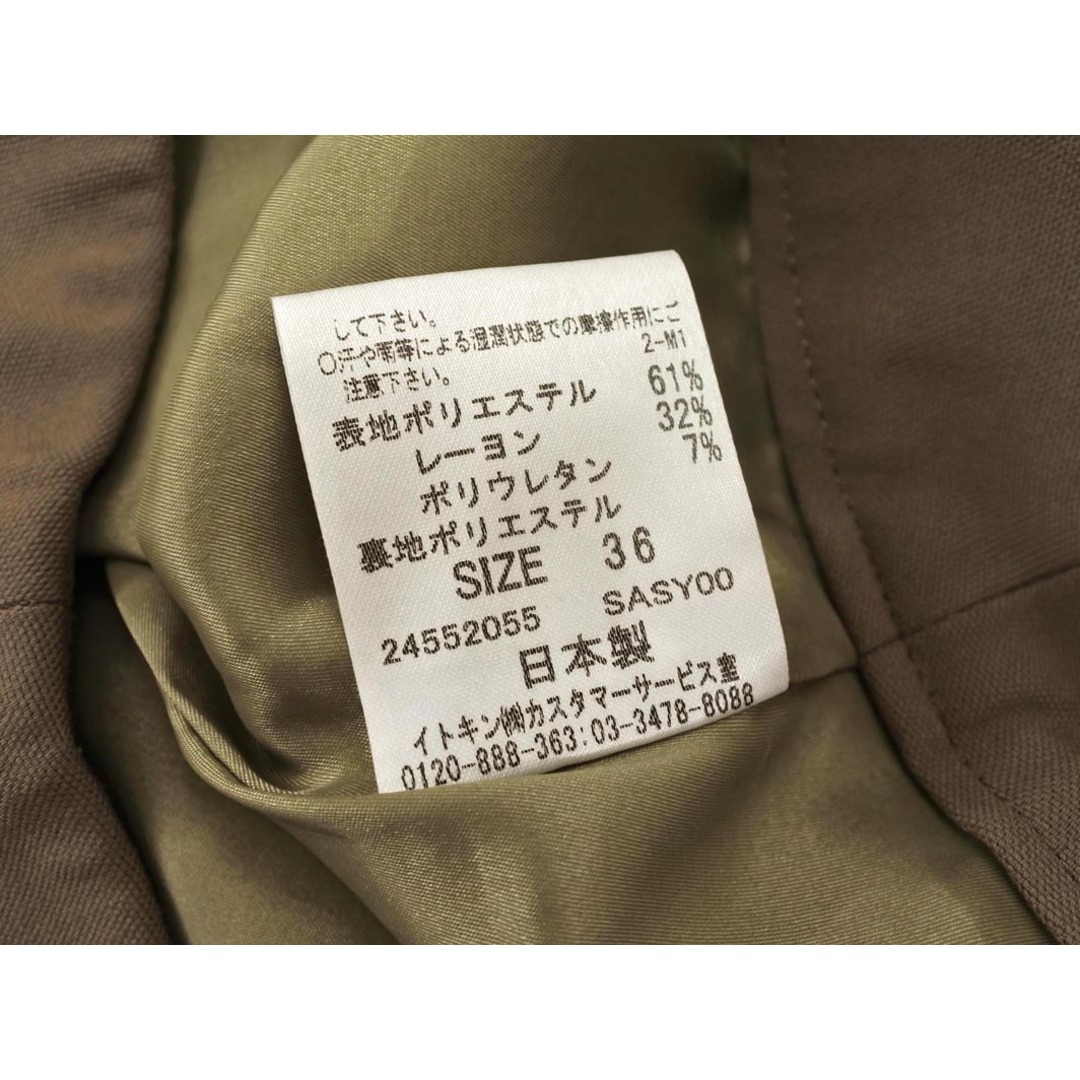 して下さい。
○汗や雨等による湿潤状態での摩擦作用にご
注意下さい。 2-M1
表地ポリエステル 61%
レーヨン 32%
ポリウレタン 7%
裏地ポリエステル
SIZE 36
24552055 SASY00
日本製
イトキン㈱カスタマーサービス室
0120-888-363:03-3478-8088